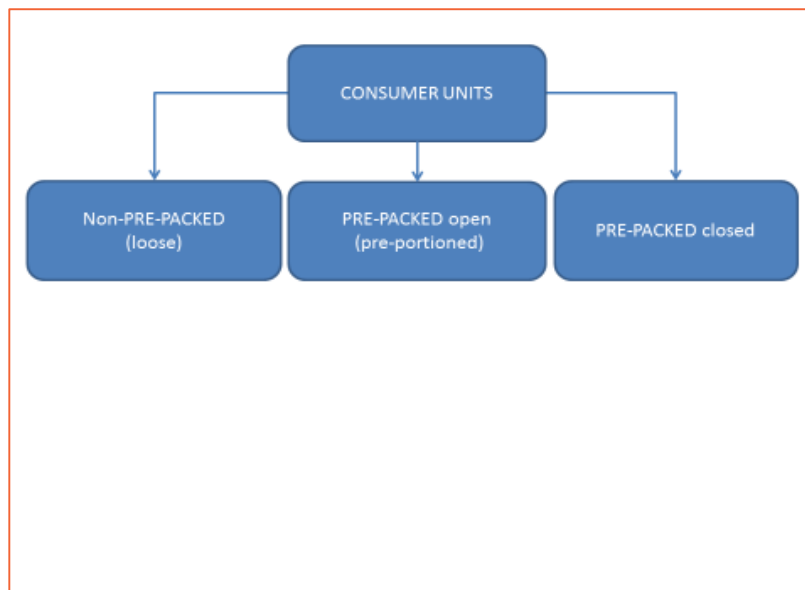 CONSUMER UNITS
Non-PRE-PACKED
(loose)
PRE-PACKED open
(pre-portioned)
PRE-PACKED closed